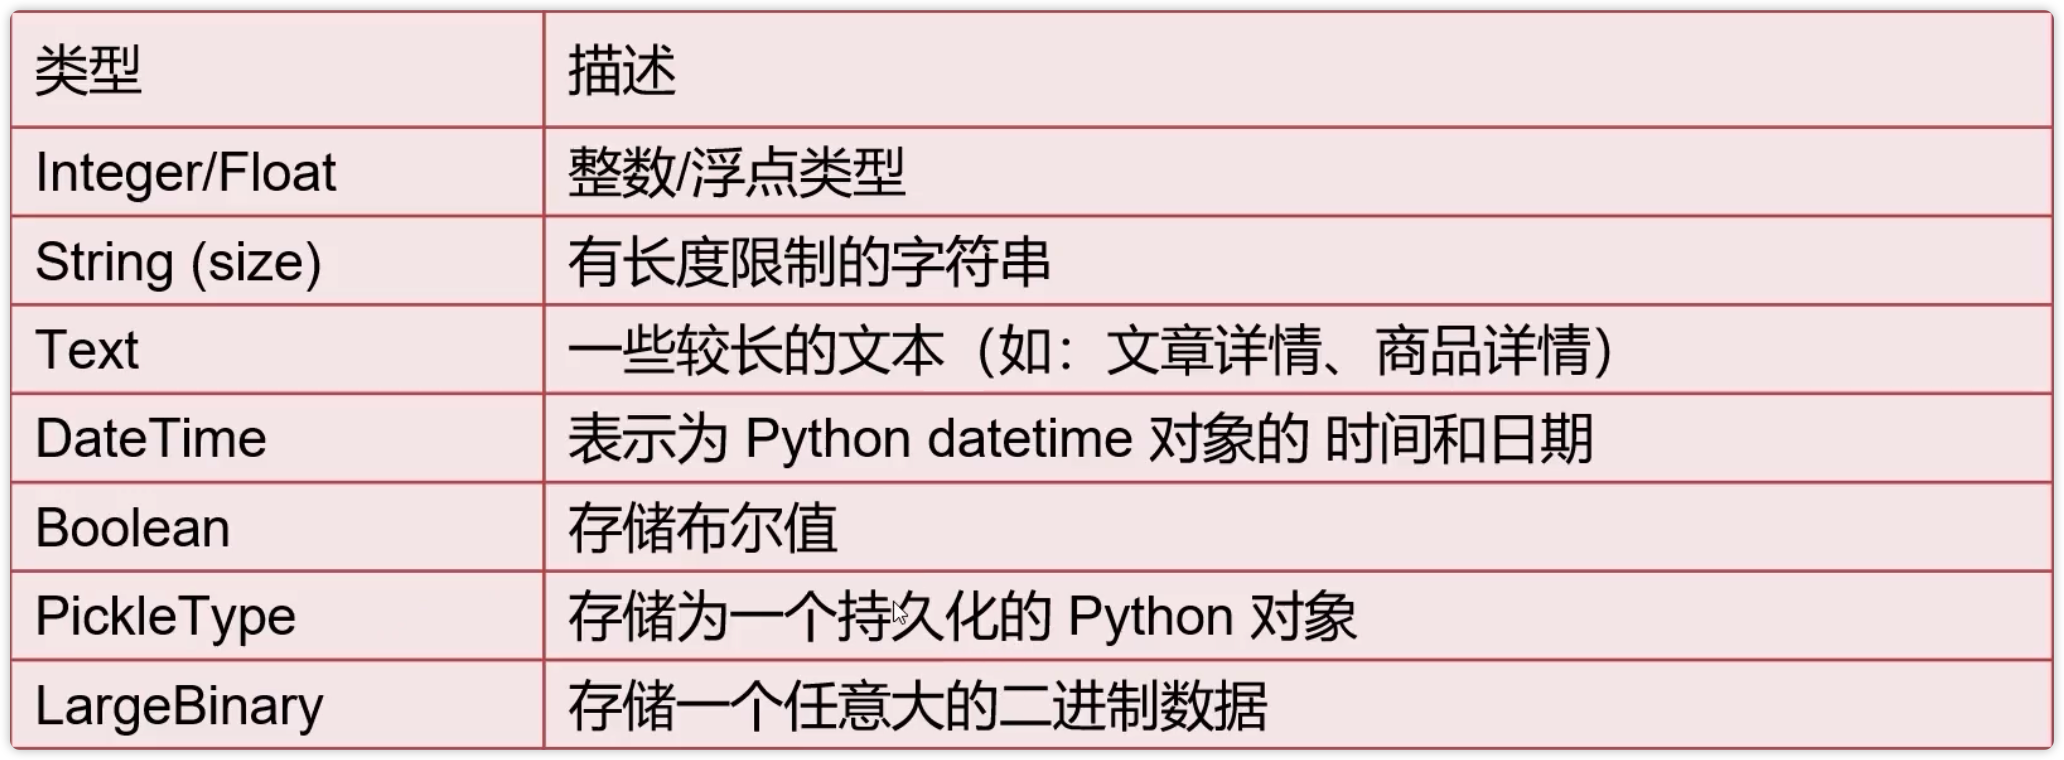 类型 描述
Integer/Float 整数/浮点类型
String (size) 有长度限制的字符串
Text 一些较长的文本（如：文章详情、商品详情）
DateTime 表示为 Python datetime 对象的 时间和日期
Boolean 存储布尔值
PickleType 存储为一个持久化的 Python 对象
LargeBinary 存储一个任意大的二进制数据